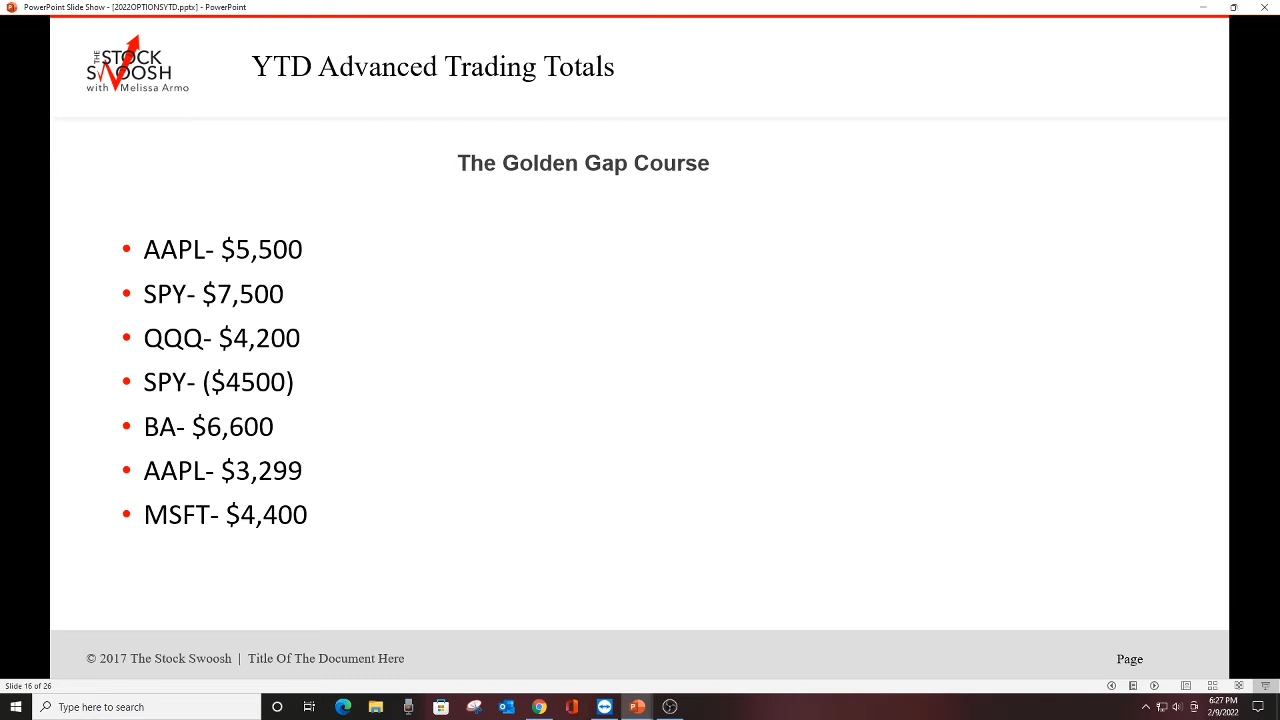 PowerPoint Slide Show - [2022OPTIONSYTD.pptx] - PowerPoint
THE STOCK
SWOOSH
with Melissa Armo
YTD Advanced Trading Totals
The Golden Gap Course
• AAPL- $5,500
• SPY- $7,500
• QQQ- $4,200
• SPY- ($4500)
• BA- $6,600
• AAPL- $3,299
• MSFT- $4,400
© 2017 The Stock Swoosh | Title Of The Document Here
Page
Slide 16 of 26
Type here to search
6:27 PM
2/9/2022